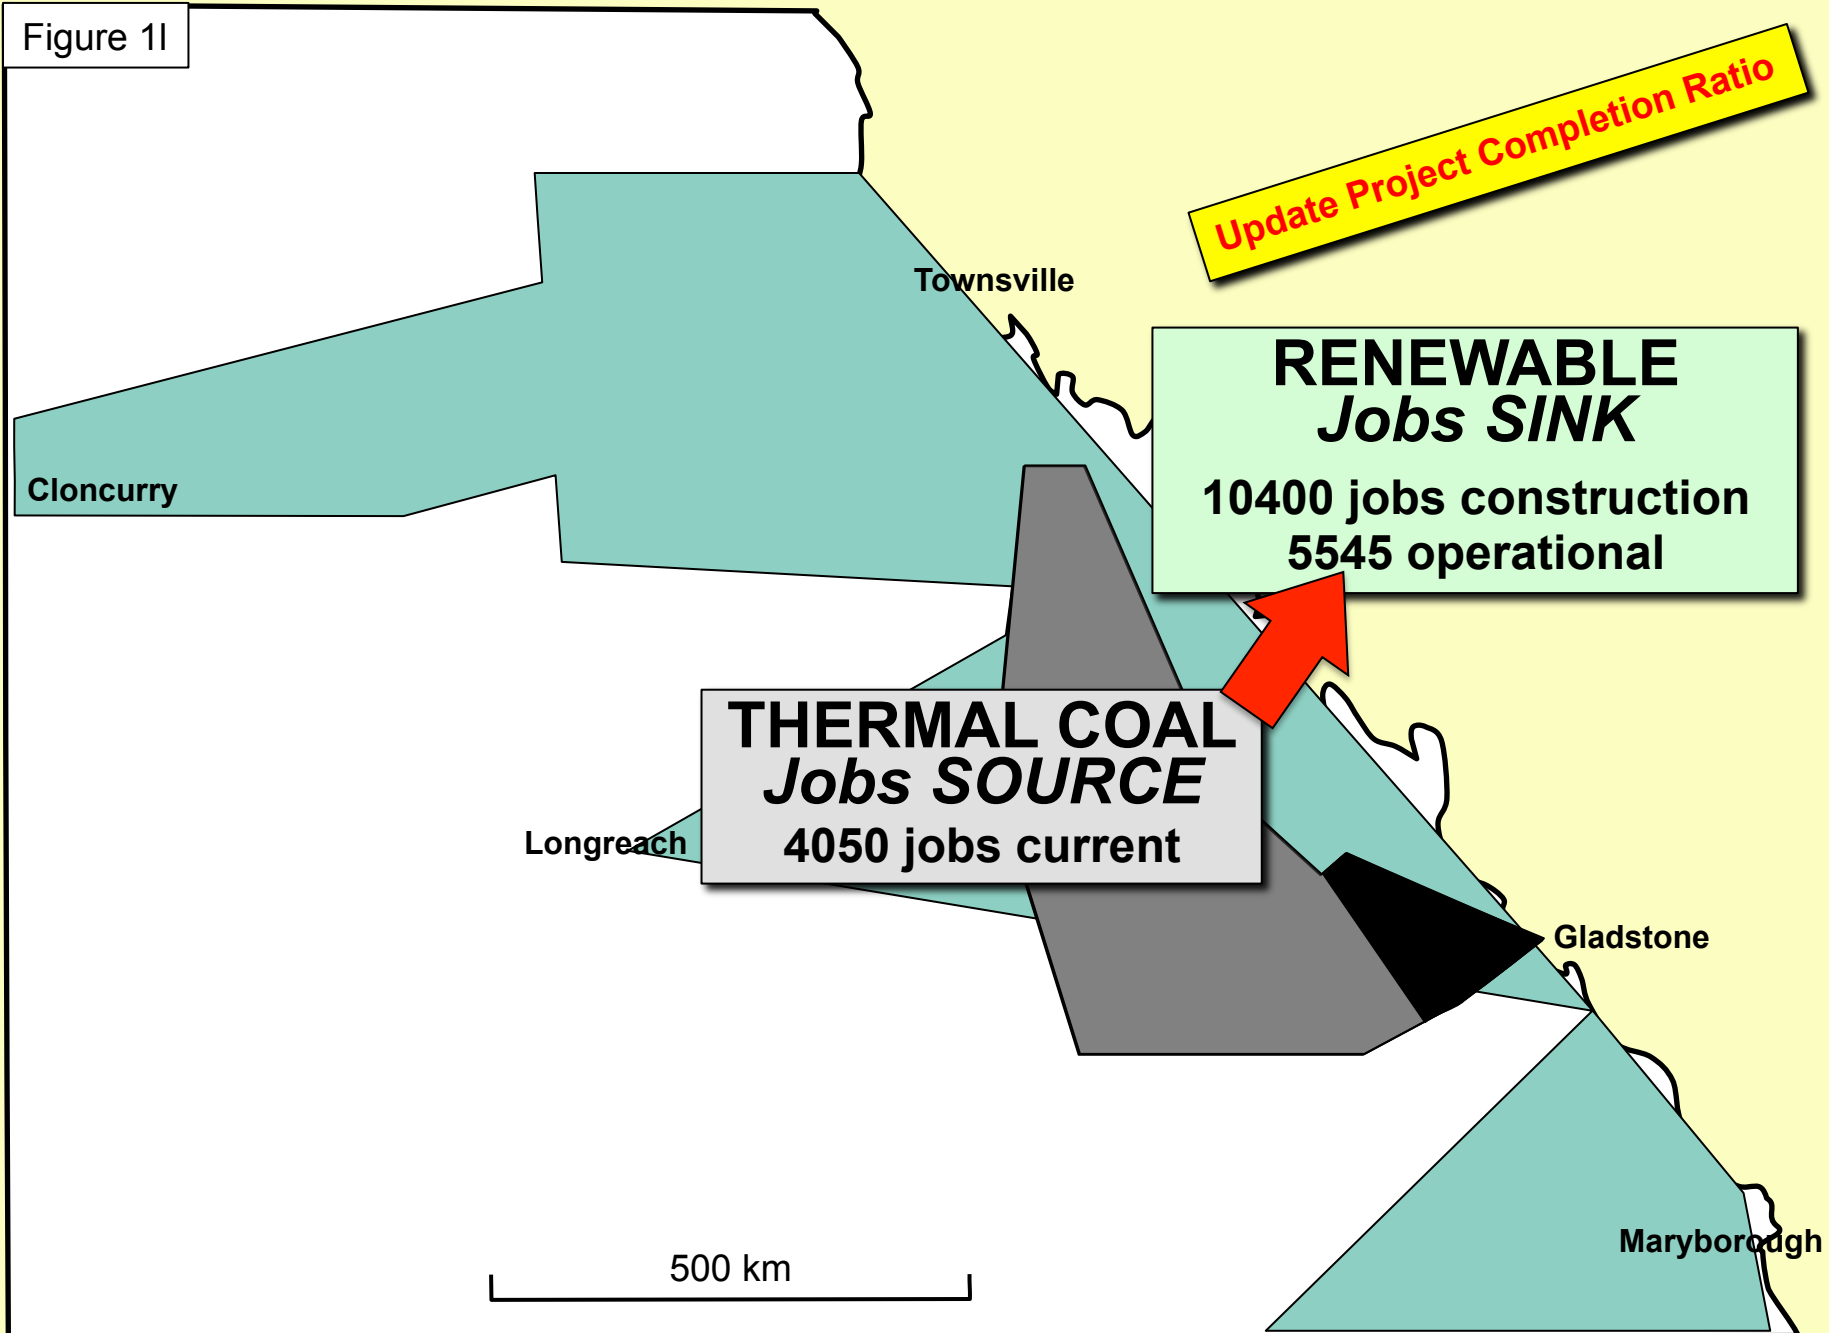 Figure 1l
Update Project Completion Ratio
Townsville
RENEWABLE
Jobs SINK
10400 jobs construction
5545 operational
Cloncurry
THERMAL COAL
Jobs SOURCE
4050 jobs current
Longreach
Gladstone
Maryborough
500 km